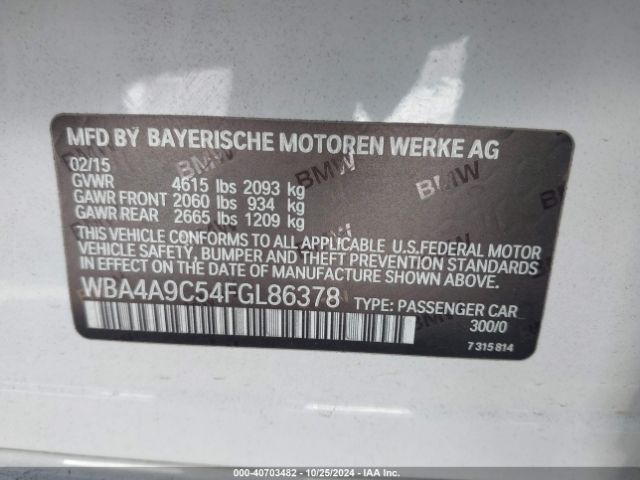 MFD BY BAYERISCHE MOTOREN WERKE AG
02/15
GVWR 4615 lbs 2093 kg
GAWR FRONT 2060 lbs 934 kg
GAWR REAR 2665 lbs 1209 kg
THIS VEHICLE CONFORMS TO ALL APPLICABLE U.S.FEDERAL MOTOR
VEHICLE SAFETY, BUMPER AND THEFT PREVENTION STANDARDS
IN EFFECT ON THE DATE OF MANUFACTURE SHOWN ABOVE.
WBA4A9C54FGL86378 TYPE: PASSENGER CAR
300/0
7 315 814
000-40703482 - 10/25/2024 - IAAI.com